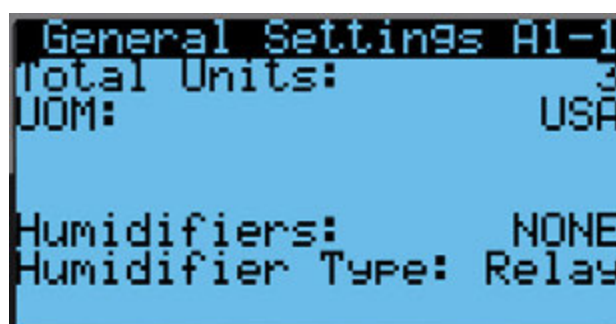 General Settings A1-1
Total Units: 3
UOM: USA
Humidifiers: NONE
Humidifier Type: Relay